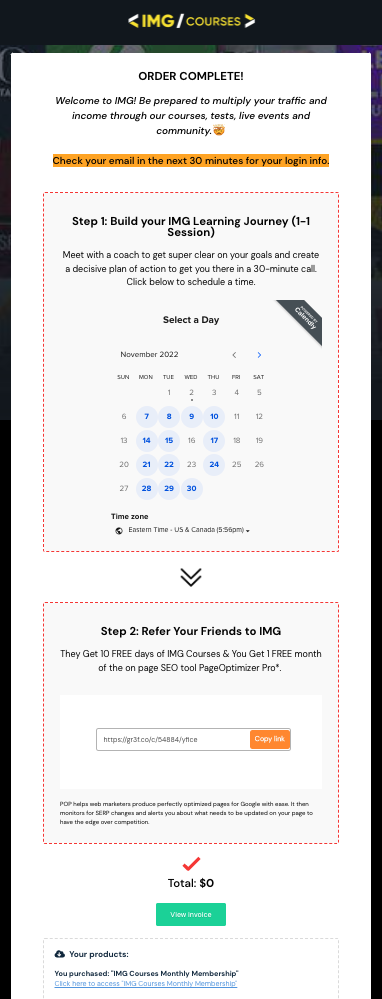 <IMG/COURSES>
ORDER COMPLETE!
Welcome to IMG! Be prepared to multiply your traffic and
income through our courses, tests, live events and
community.🤯
Check your email in the next 30 minutes for your login info.
Step 1: Build your IMG Learning Journey (1-1
Session)
Meet with a coach to get super clear on your goals and create
a decisive plan of action to get you there in a 30-minute call.
Click below to schedule a time.
POWERED BY
Calendly
Select a Day
November 2022
SUN MON TUE WED THU FRI SAT
1 2 3 4 5
6 7 8 9 10 11 12
13 14 15 16 17 18 19
20 21 22 23 24 25 26
27 28 29 30
Time zone
Eastern Time - US & Canada (5:56pm)
Step 2: Refer Your Friends to IMG
They Get 10 FREE days of IMG Courses & You Get 1 FREE month
of the on page SEO tool PageOptimizer Pro*.
https://gr3t.co/c/54884/yflce
Copy link
POP helps web marketers produce perfectly optimized pages for Google with ease. It then
monitors for SERP changes and alerts you about what needs to be updated on your page to
have the edge over competition.
Total: $0
View Invoice
Your products:
You purchased: "IMG Courses Monthly Membership"
Click here to access "IMG Courses Monthly Membership"